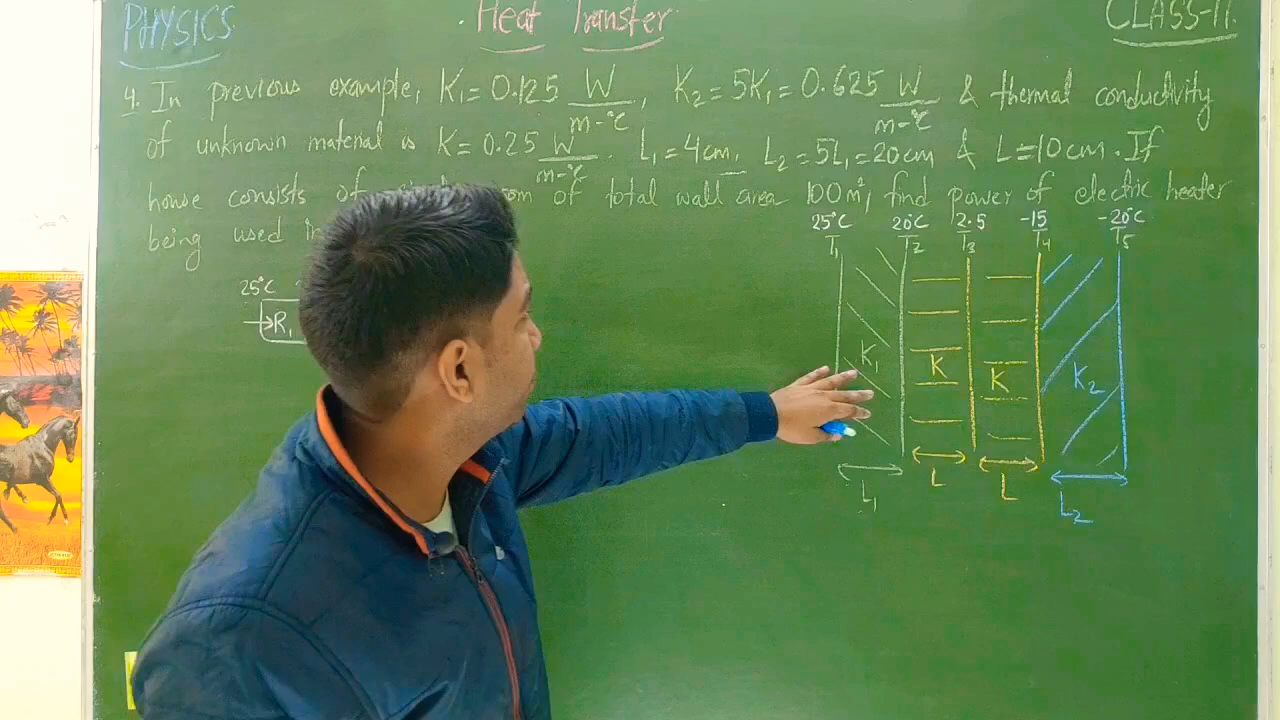 PHYSICS
Heat Transfer
CLASS-11
4. In previous example, K₁ = 0.125 W/m-°C, K₂ = 5K₁ = 0.625 W/m-°C & thermal conductivity
of unknown material is K = 0.25 W/m-°C. L₁ = 4cm, L₂ = 5L₁ = 20cm & L = 10cm. If
house consists of om of total wall area 100m², find power of electric heater
being used
25°C 20°C 2.5 -15 -20°C
T₁ T₂ T₃ T₄ T₅
25°C
R₁
K₁ K K K₂
L₁ L L L₂